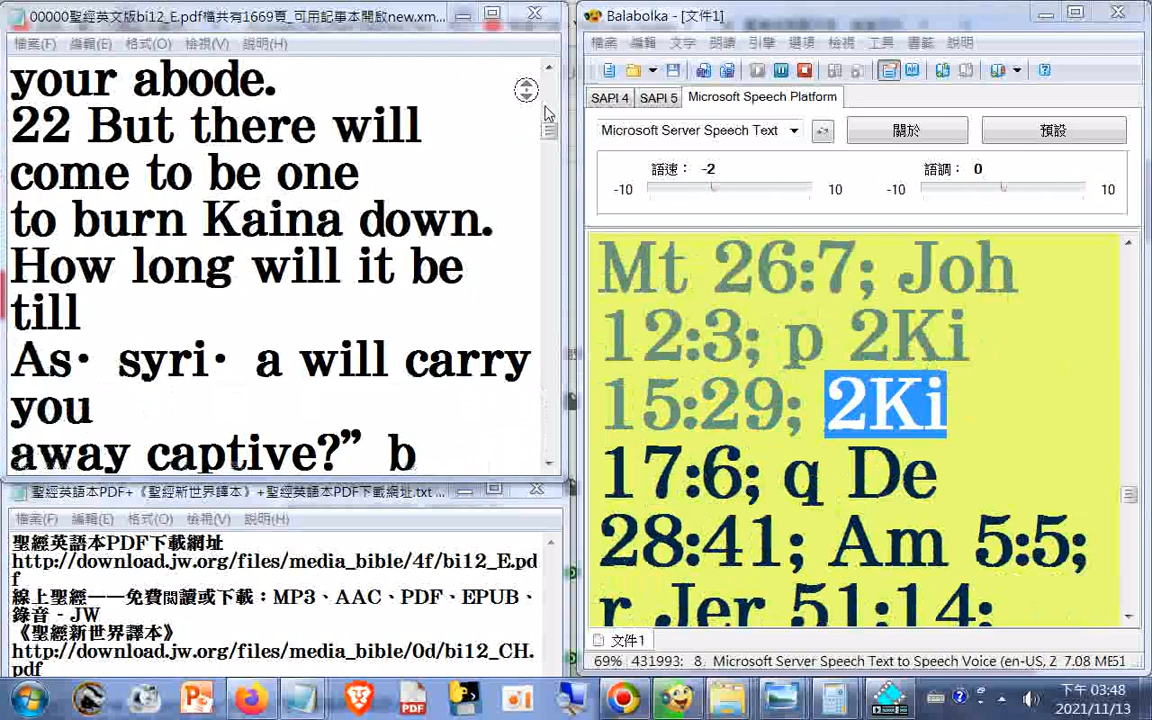 00000聖經英文版bi12_E.pdf檔共有1669頁_可用記事本開啟new.xm...
檔案(F) 編輯(E) 格式(O) 檢視(V) 說明(H)
your abode.
22 But there will
come to be one
to burn Kaina down.
How long will it be
till
As· syri· a will carry
you
away captive?” b
聖經英語本PDF+《聖經新世界譯本》+聖經英語本PDF下載網址.txt ...
檔案(F) 編輯(E) 格式(O) 檢視(V) 說明(H)
聖經英語本PDF下載網址
http://download.jw.org/files/media_bible/4f/bi12_E.pd
f
線上聖經——免費閱讀或下載：MP3、AAC、PDF、EPUB、
錄音 - JW
《聖經新世界譯本》
http://download.jw.org/files/media_bible/0d/bi12_CH.
pdf
Balabolka - [文件1]
檔案 編輯 文字 朗讀 引擎 選項 檢視 工具 書籤 說明
SAPI 4 SAPI 5 Microsoft Speech Platform
Microsoft Server Speech Text 關於 預設
語速： -2 語調： 0
-10 10 -10 10
Mt 26:7; Joh
12:3; p 2Ki
15:29; 2Ki
17:6; q De
28:41; Am 5:5;
r Jer 51:14;
文件1
69% 431993: 8. Microsoft Server Speech Text to Speech Voice (en-US, Z 7.08 ME51
下午 03:48
2021/11/13